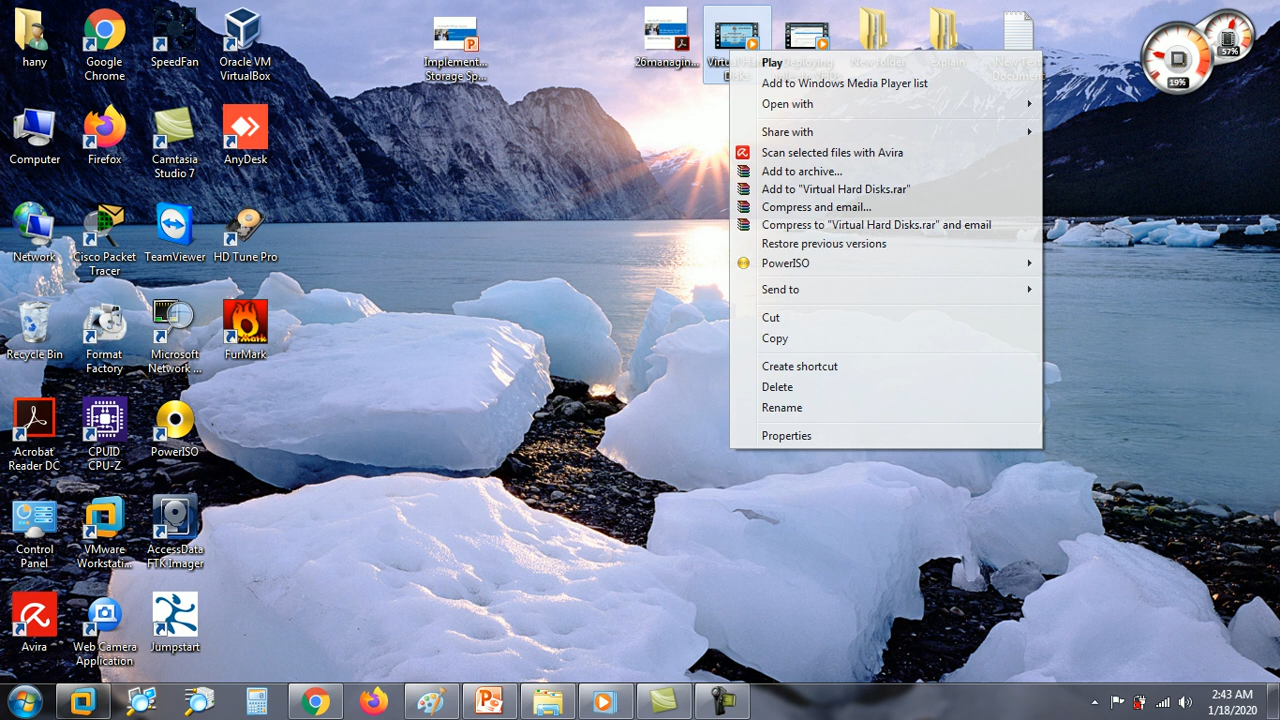 hany
Google
Chrome
SpeedFan
Oracle VM
VirtualBox
Implement...
Storage Sp...
26managin...
Computer
Firefox
Camtasia
Studio 7
AnyDesk
Network
Cisco Packet
Tracer
TeamViewer
HD Tune Pro
Recycle Bin
Format
Factory
Microsoft
Network ...
FurMark
Acrobat
Reader DC
CPUID
CPU-Z
PowerISO
Control
Panel
VMware
Workstati...
AccessData
FTK Imager
Avira
Web Camera
Application
Jumpstart
Play
Add to Windows Media Player list
Open with
Share with
Scan selected files with Avira
Add to archive...
Add to "Virtual Hard Disks.rar"
Compress and email...
Compress to "Virtual Hard Disks.rar" and email
Restore previous versions
PowerISO
Send to
Cut
Copy
Create shortcut
Delete
Rename
Properties
57%
19%
2:43 AM
1/18/2020